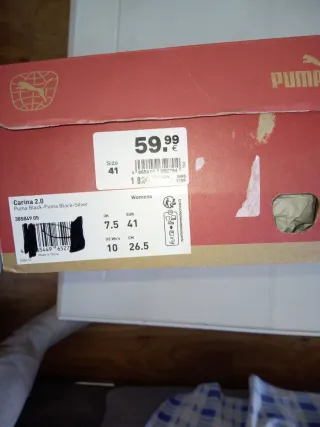 PUMA
59.99
€
Size
41
Carina 2.0
Womens
Puma Black-Puma Black-Silver
385849 05
UK
EUR
7.5
41
US Wn's
CM
10
26.5